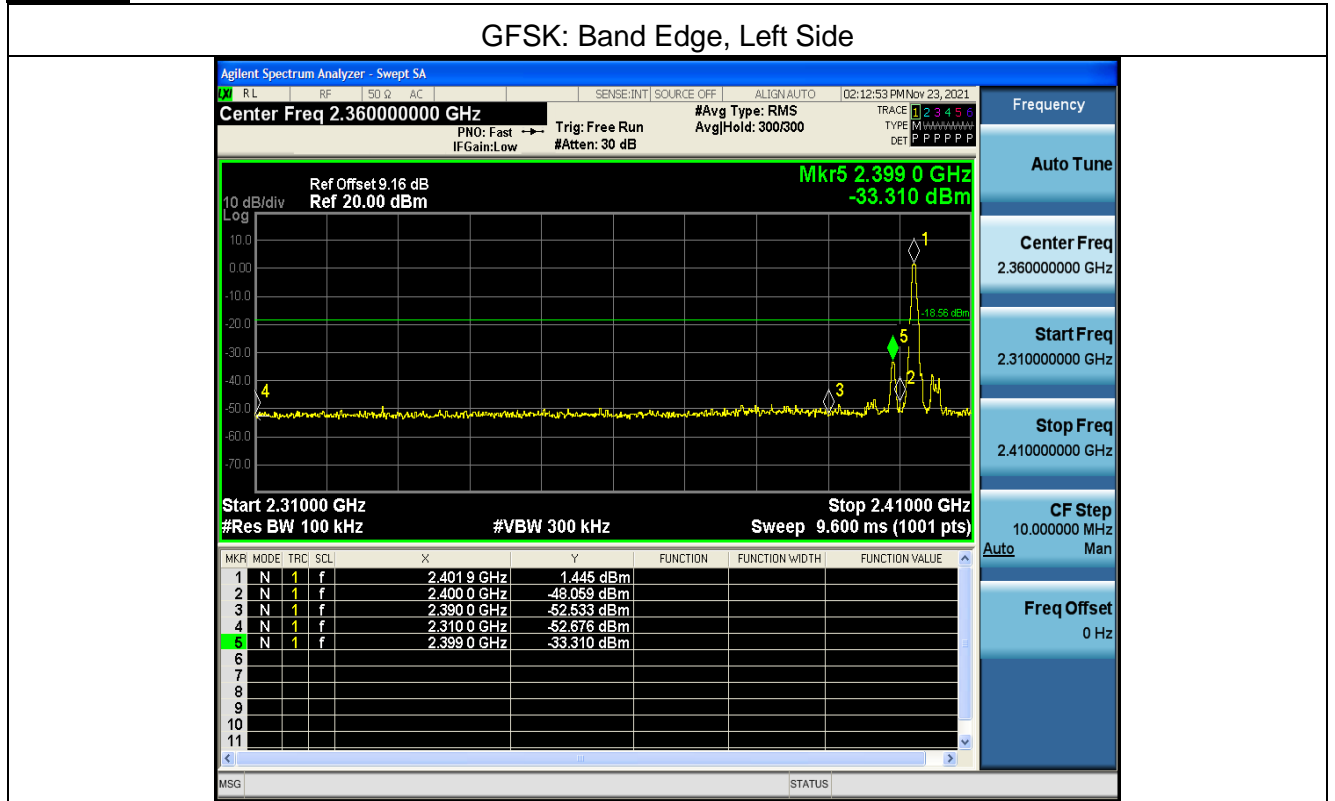 GFSK: Band Edge, Left Side
Agilent Spectrum Analyzer - Swept SA
LXI RL RF 50 Ω AC SENSE:INT SOURCE OFF ALIGN AUTO 02:12:53 PM Nov 23, 2021
Center Freq 2.360000000 GHz
PNO: Fast
IFGain:Low
Trig: Free Run
#Atten: 30 dB
#Avg Type: RMS
Avg|Hold: 300/300
TRACE 1 2 3 4 5 6
TYPE M
DET P P P P P P
Ref Offset 9.16 dB
Ref 20.00 dBm
10 dB/div
Log
Mkr5 2.399 0 GHz
-33.310 dBm
10.0
0.00
-10.0
-20.0
-30.0
-40.0
-50.0
-60.0
-70.0
1
-18.56 dBm
5
2
3
4
Start 2.31000 GHz Stop 2.41000 GHz
#Res BW 100 kHz #VBW 300 kHz Sweep 9.600 ms (1001 pts)
MKR MODE TRC SCL X Y FUNCTION FUNCTION WIDTH FUNCTION VALUE
1 N 1 f 2.401 9 GHz 1.445 dBm
2 N 1 f 2.400 0 GHz -48.059 dBm
3 N 1 f 2.390 0 GHz -52.533 dBm
4 N 1 f 2.310 0 GHz -52.676 dBm
5 N 1 f 2.399 0 GHz -33.310 dBm
6
7
8
9
10
11
MSG STATUS
Frequency
Auto Tune
Center Freq
2.360000000 GHz
Start Freq
2.310000000 GHz
Stop Freq
2.410000000 GHz
CF Step
10.000000 MHz
Auto Man
Freq Offset
0 Hz